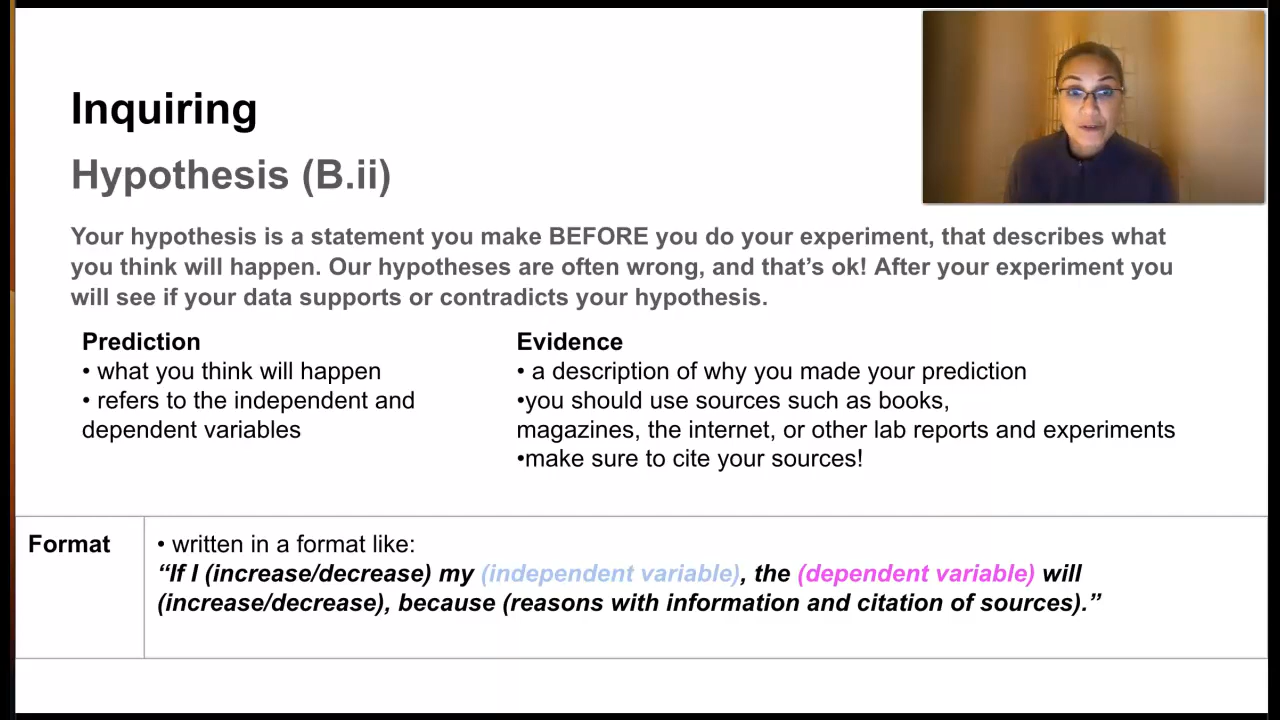 Inquiring
Hypothesis (B.ii)
Your hypothesis is a statement you make BEFORE you do your experiment, that describes what
you think will happen. Our hypotheses are often wrong, and that’s ok! After your experiment you
will see if your data supports or contradicts your hypothesis.
Prediction
• what you think will happen
• refers to the independent and
dependent variables
Evidence
• a description of why you made your prediction
•you should use sources such as books,
magazines, the internet, or other lab reports and experiments
•make sure to cite your sources!
Format
• written in a format like:
“If I (increase/decrease) my (independent variable), the (dependent variable) will
(increase/decrease), because (reasons with information and citation of sources).”